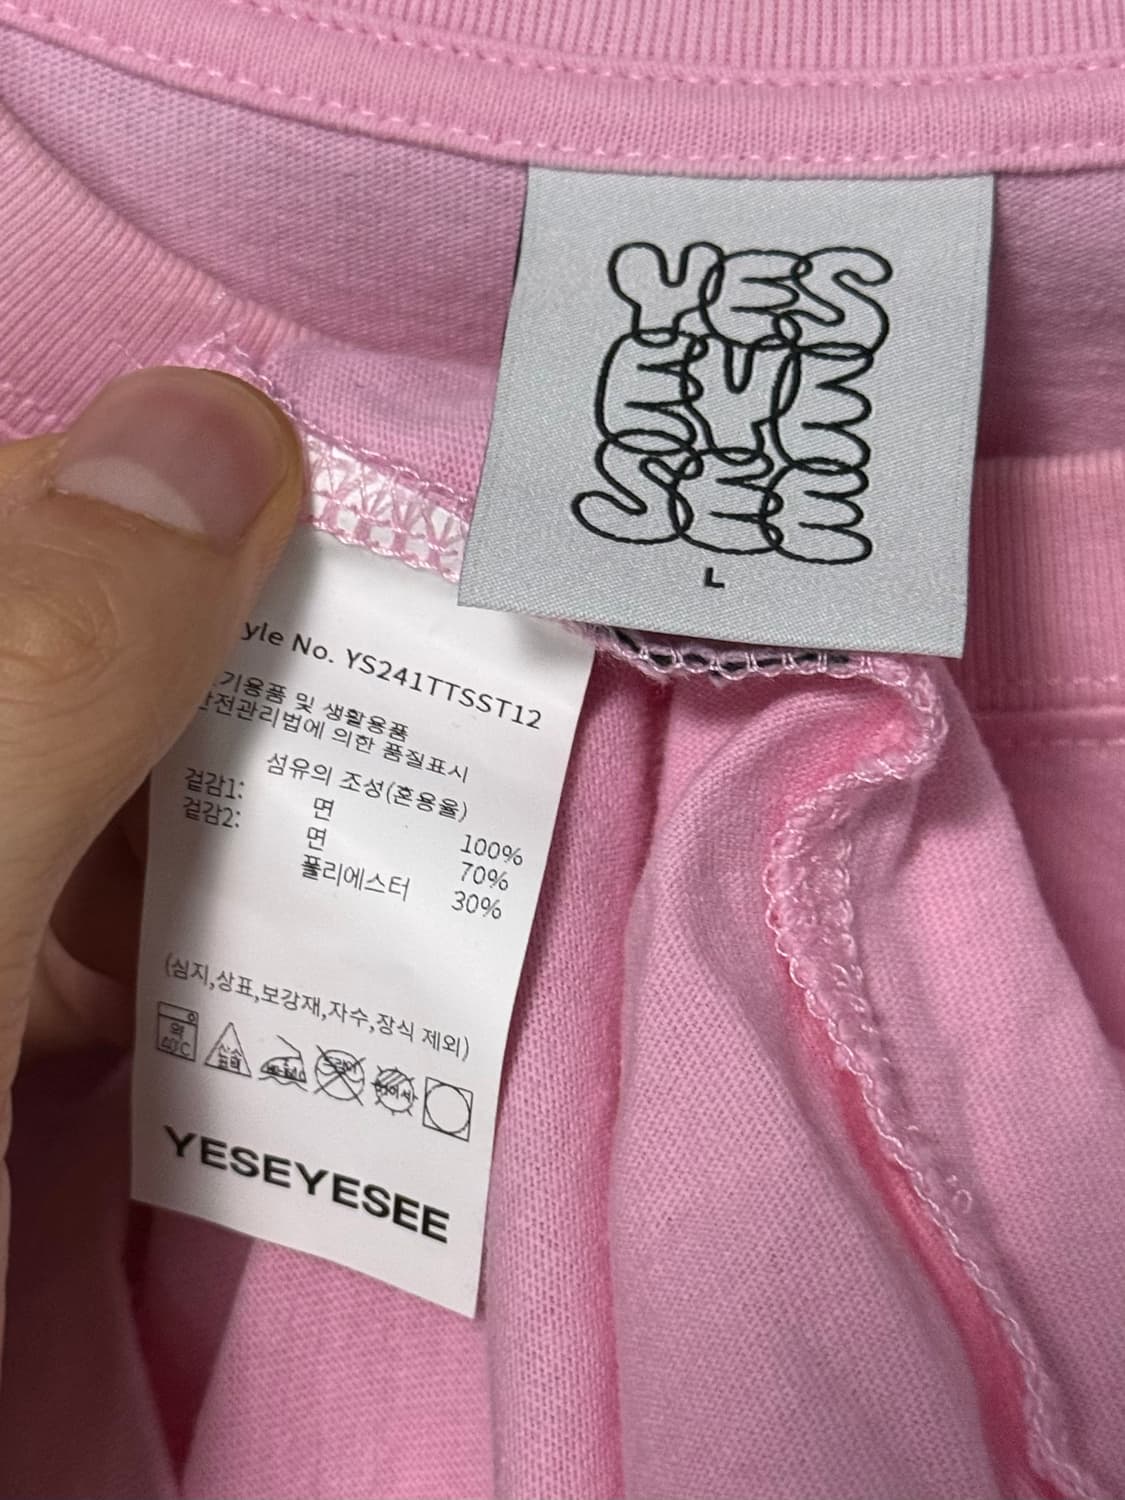 YES
EYE
SEE
L
yle No. YS241TTSST12
기용품 및 생활용품
안전관리법에 의한 품질표시
섬유의 조성(혼용율)
겉감1: 면 100%
겉감2: 면 70%
폴리에스터 30%
(심지,상표,보강재,자수,장식 제외)
드라이
YESEYESEE